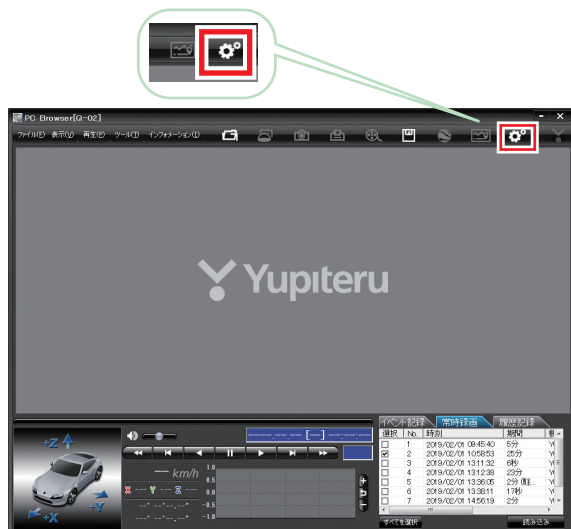 PC Browser[Q-02]
ファイル(F) 表示(V) 再生(P) ツール(T) インフォメーション(I)
Yupiteru
イベント記録 常時録画 履歴記録
選択 No. 時刻 期間
1 2019/02/01 09:45:40 5分
2 2019/02/01 10:58:53 25分
3 2019/02/01 13:11:32 6秒
4 2019/02/01 13:12:38 23分
5 2019/02/01 13:36:05 2分
6 2019/02/01 13:38:11 17秒
7 2019/02/01 14:56:19 2分
すべてを選択 読み込み
+Z
+Y
+X
--- km/h
X --- Y --- Z ---
1.0
0.5
0.0
-0.5
-1.0